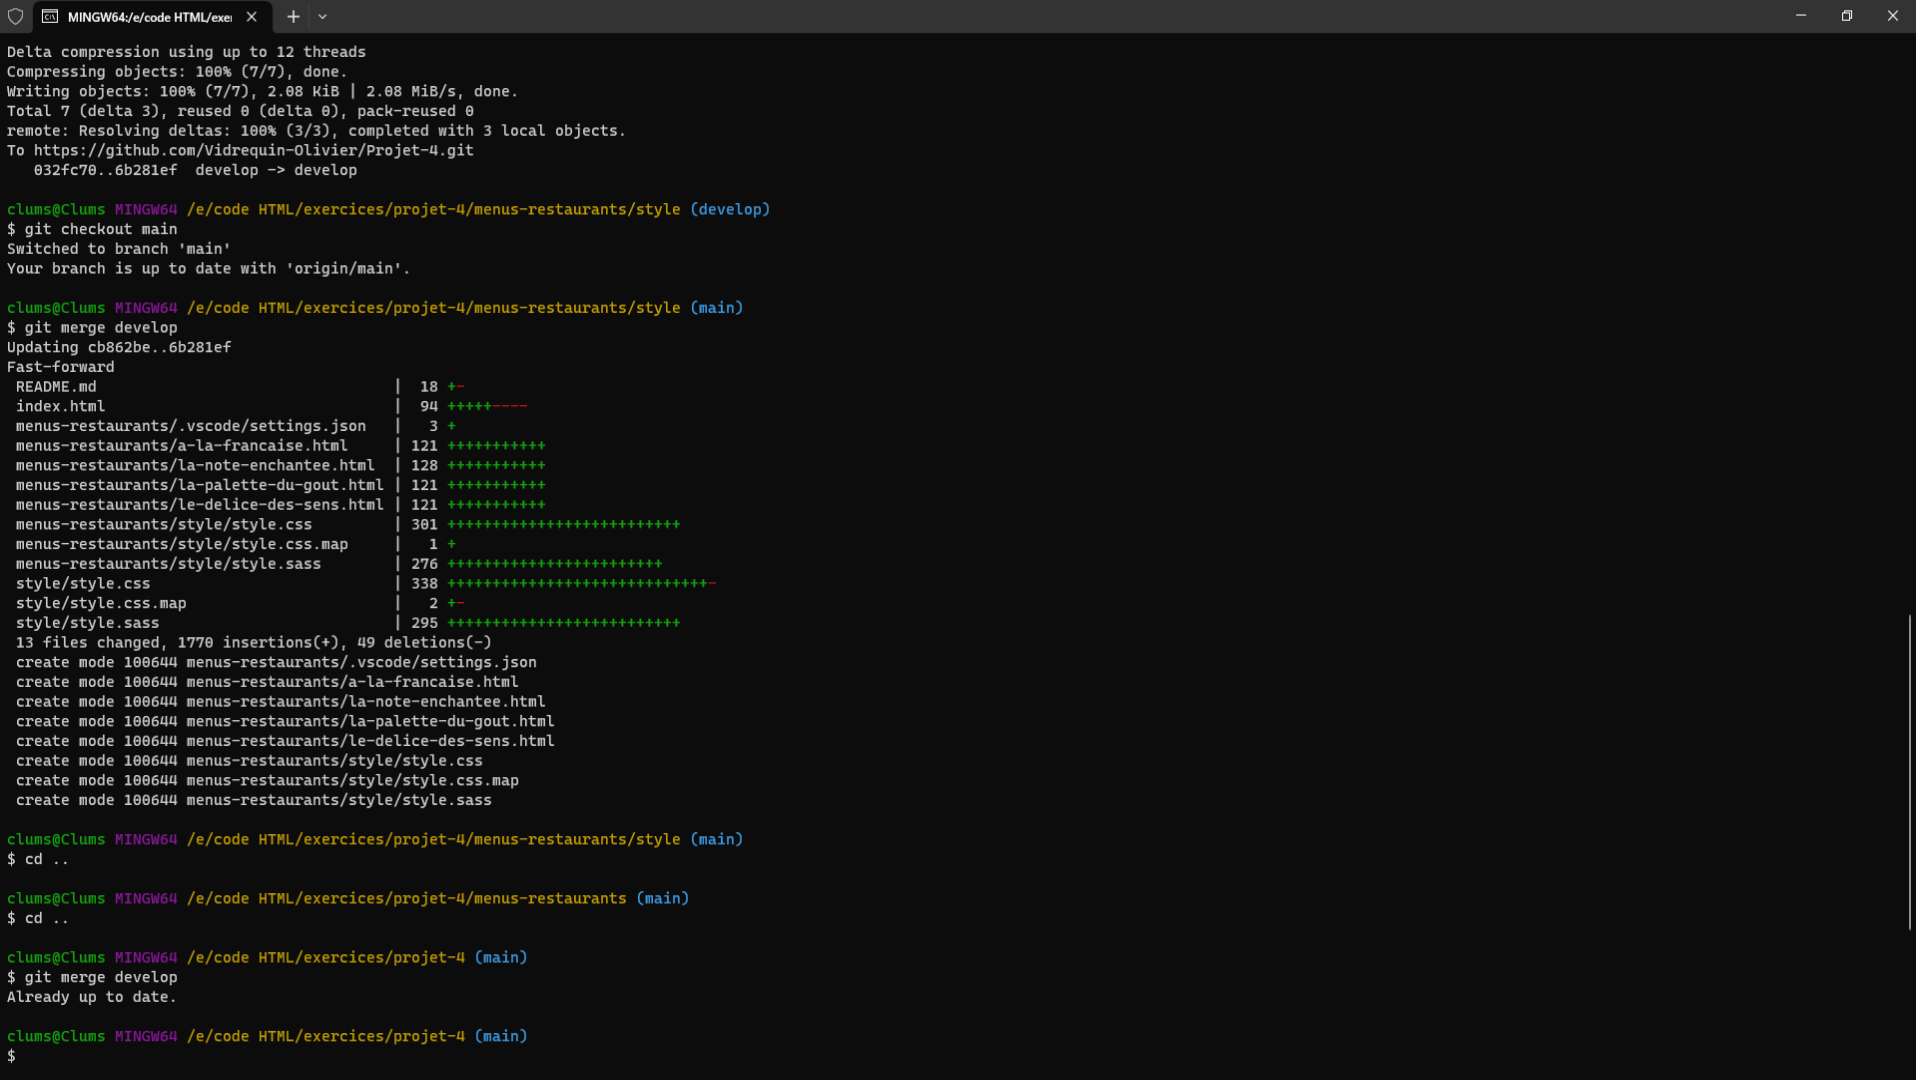 MINGW64:/e/code HTML/exer
Delta compression using up to 12 threads
Compressing objects: 100% (7/7), done.
Writing objects: 100% (7/7), 2.08 KiB | 2.08 MiB/s, done.
Total 7 (delta 3), reused 0 (delta 0), pack-reused 0
remote: Resolving deltas: 100% (3/3), completed with 3 local objects.
To https://github.com/Vidrequin-Olivier/Projet-4.git
   032fc70..6b281ef  develop -> develop

clums@Clums MINGW64 /e/code HTML/exercices/projet-4/menus-restaurants/style (develop)
$ git checkout main
Switched to branch 'main'
Your branch is up to date with 'origin/main'.

clums@Clums MINGW64 /e/code HTML/exercices/projet-4/menus-restaurants/style (main)
$ git merge develop
Updating cb862be..6b281ef
Fast-forward
 README.md                                 |  18 +-
 index.html                                |  94 +++++----
 menus-restaurants/.vscode/settings.json   |   3 +
 menus-restaurants/a-la-francaise.html     | 121 +++++++++++
 menus-restaurants/la-note-enchantee.html  | 128 +++++++++++
 menus-restaurants/la-palette-du-gout.html | 121 +++++++++++
 menus-restaurants/le-delice-des-sens.html | 121 +++++++++++
 menus-restaurants/style/style.css         | 301 ++++++++++++++++++++++++++
 menus-restaurants/style/style.css.map     |   1 +
 menus-restaurants/style/style.sass        | 276 ++++++++++++++++++++++++
 style/style.css                           | 338 +++++++++++++++++++++++++++++-
 style/style.css.map                       |   2 +-
 style/style.sass                          | 295 ++++++++++++++++++++++++++
 13 files changed, 1770 insertions(+), 49 deletions(-)
 create mode 100644 menus-restaurants/.vscode/settings.json
 create mode 100644 menus-restaurants/a-la-francaise.html
 create mode 100644 menus-restaurants/la-note-enchantee.html
 create mode 100644 menus-restaurants/la-palette-du-gout.html
 create mode 100644 menus-restaurants/le-delice-des-sens.html
 create mode 100644 menus-restaurants/style/style.css
 create mode 100644 menus-restaurants/style/style.css.map
 create mode 100644 menus-restaurants/style/style.sass

clums@Clums MINGW64 /e/code HTML/exercices/projet-4/menus-restaurants/style (main)
$ cd ..

clums@Clums MINGW64 /e/code HTML/exercices/projet-4/menus-restaurants (main)
$ cd ..

clums@Clums MINGW64 /e/code HTML/exercices/projet-4 (main)
$ git merge develop
Already up to date.

clums@Clums MINGW64 /e/code HTML/exercices/projet-4 (main)
$